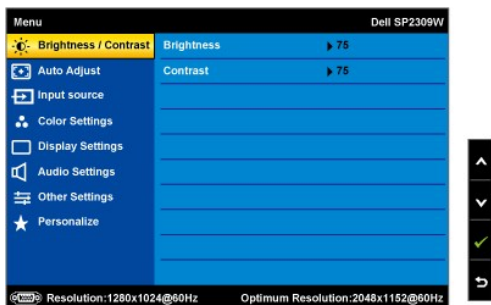 Menu Dell SP2309W
Brightness / Contrast Brightness 75
Auto Adjust Contrast 75
Input source
Color Settings
Display Settings
Audio Settings
Other Settings
Personalize
Resolution:1280x1024@60Hz Optimum Resolution:2048x1152@60Hz